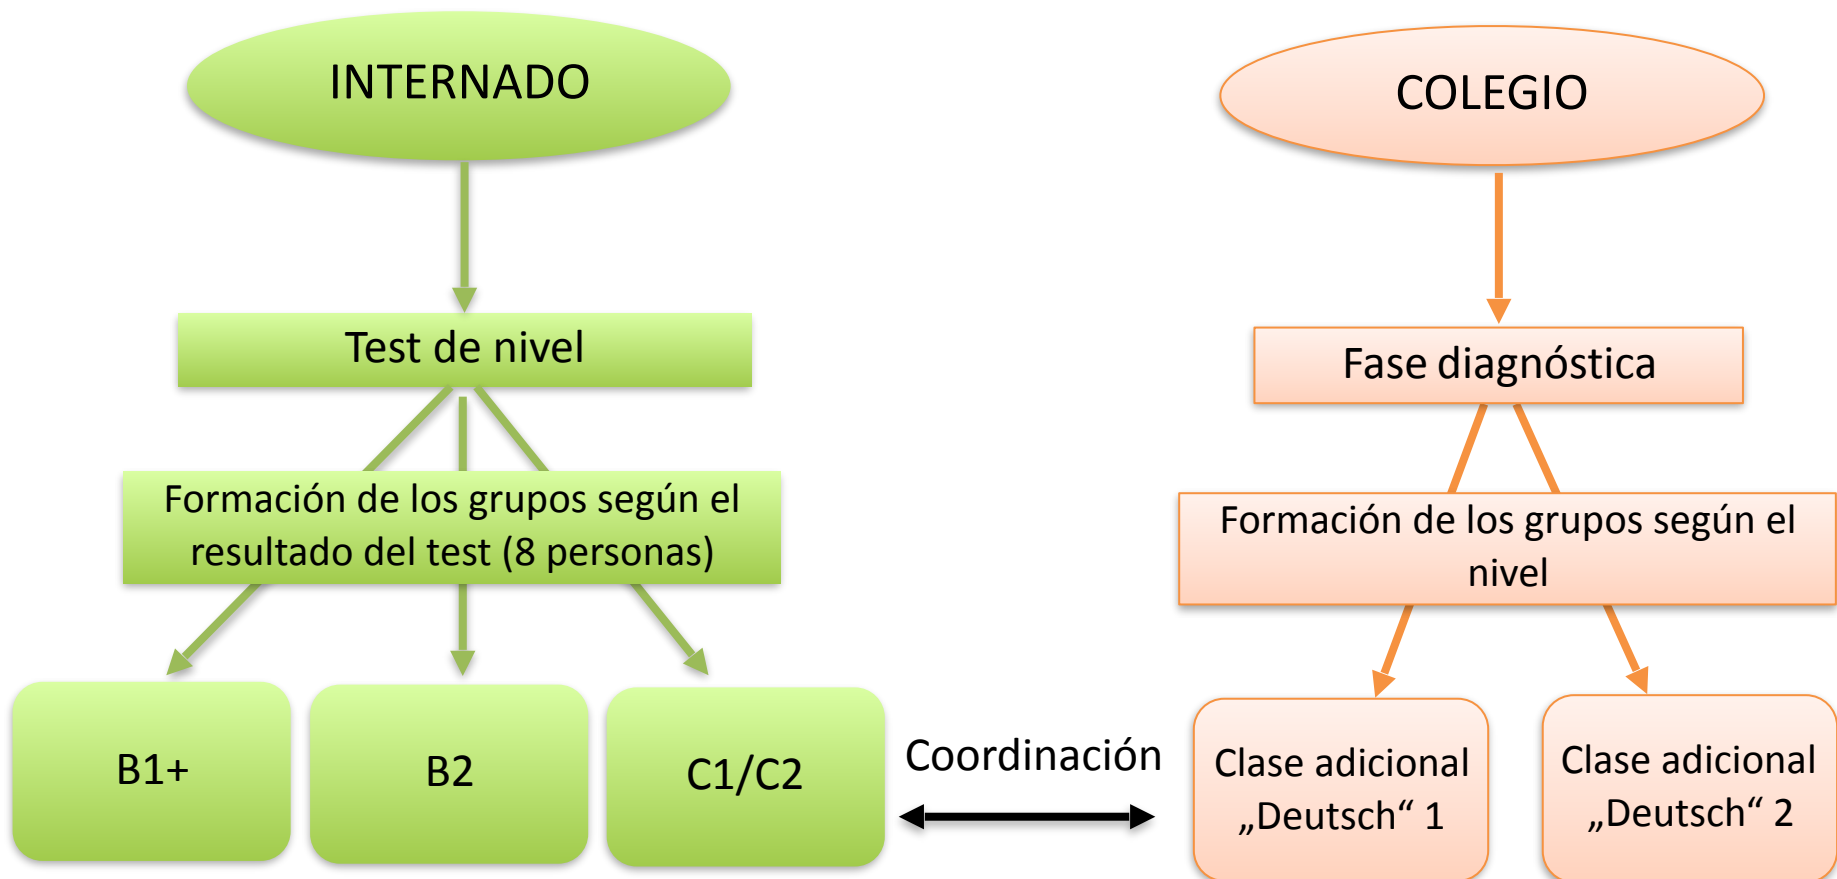 INTERNADO
Test de nivel
Formación de los grupos según el
resultado del test (8 personas)
B1+
B2
C1/C2
Coordinación
COLEGIO
Fase diagnóstica
Formación de los grupos según el
nivel
Clase adicional
„Deutsch“ 1
Clase adicional
„Deutsch“ 2